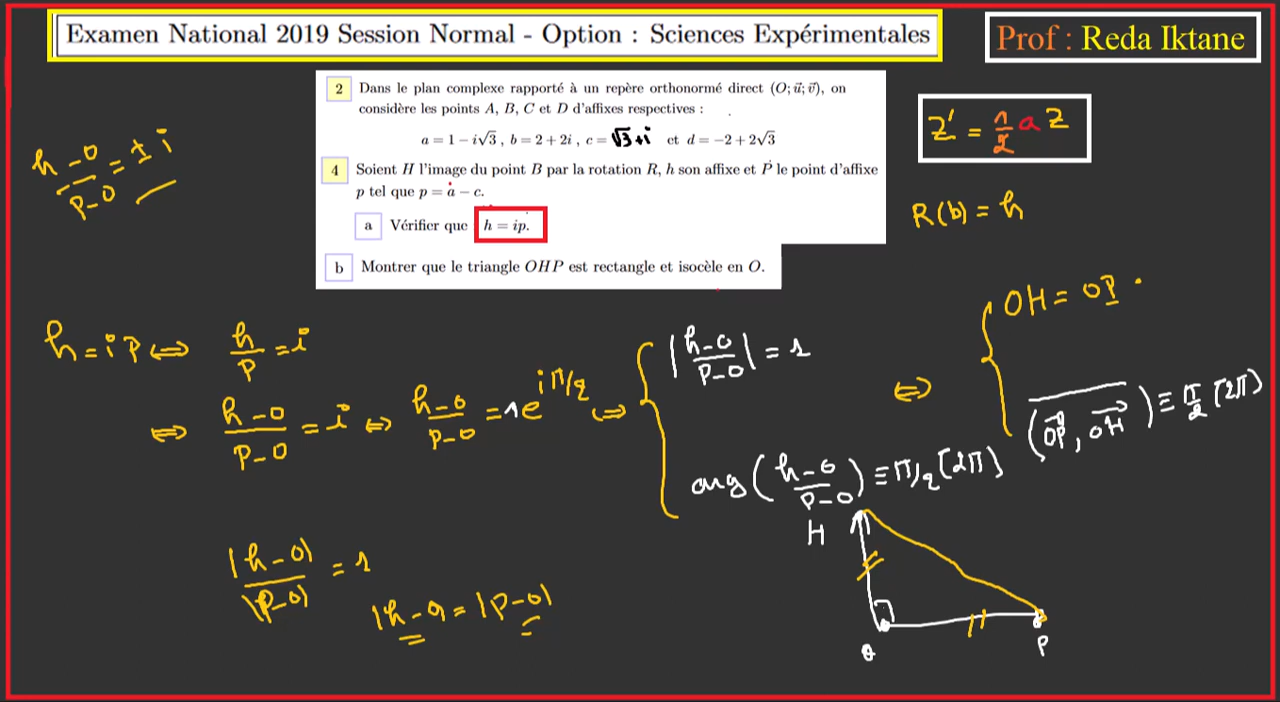 Examen National 2019 Session Normal - Option : Sciences Expérimentales
Prof : Reda Iktane
2 Dans le plan complexe rapporté à un repère orthonormé direct (O; u⃗; v⃗), on
considère les points A, B, C et D d'affixes respectives :
a = 1 − i√3 , b = 2 + 2i , c = √3+i et d = −2 + 2√3
4 Soient H l'image du point B par la rotation R, h son affixe et P le point d'affixe
p tel que p = a − c.
a Vérifier que h = ip.
b Montrer que le triangle OHP est rectangle et isocèle en O.
Z' = 1/2 a Z
R(b) = h
(h-0)/(P-0) = ± i
h = i P ⇔ h/P = i
⇔ (h-0)/(P-0) = i ⇔ (h-0)/(P-0) = 1e^{iπ/2} ⇔
|(h-0)/(P-0)| = 1
arg((h-0)/(P-0)) ≡ π/2 [2π]
⇔
OH = OP
(OP⃗, OH⃗) ≡ π/2 [2π]
|h-0|/|P-0| = 1
|h-0| = |P-0|
H
O
P